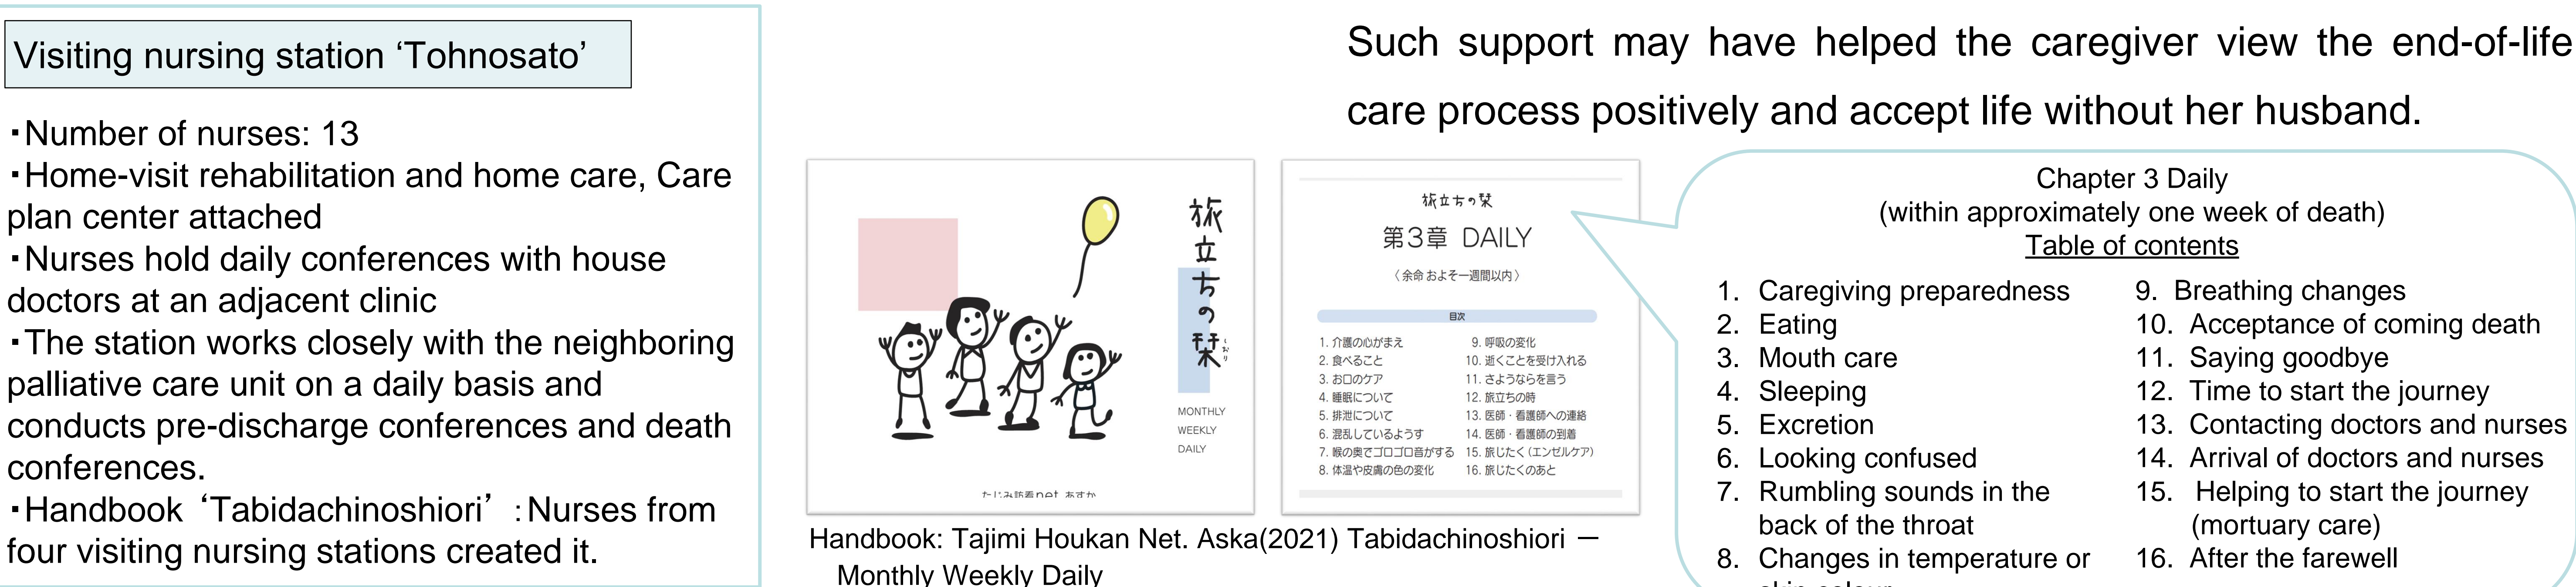 Visiting nursing station ‘Tohnosato’
・Number of nurses: 13
・Home-visit rehabilitation and home care, Care
plan center attached
・Nurses hold daily conferences with house
doctors at an adjacent clinic
・The station works closely with the neighboring
palliative care unit on a daily basis and
conducts pre-discharge conferences and death
conferences.
・Handbook ‘Tabidachinoshiori’ : Nurses from
four visiting nursing stations created it.
Such support may have helped the caregiver view the end-of-life
care process positively and accept life without her husband.
旅立ちの栞
しおり
MONTHLY
WEEKLY
DAILY
たじみ訪看net あすか
旅立ちの栞
第3章 DAILY
〈余命 およそ一週間以内〉
目次
1. 介護の心がまえ
2. 食べること
3. お口のケア
4. 睡眠について
5. 排泄について
6. 混乱しているようす
7. 喉の奥でゴロゴロ音がする
8. 体温や皮膚の色の変化
9. 呼吸の変化
10. 逝くことを受け入れる
11. さようならを言う
12. 旅立ちの時
13. 医師・看護師への連絡
14. 医師・看護師の到着
15. 旅じたく（エンゼルケア）
16. 旅じたくのあと
Handbook: Tajimi Houkan Net. Aska(2021) Tabidachinoshiori －
Monthly Weekly Daily
Chapter 3 Daily
(within approximately one week of death)
Table of contents
1. Caregiving preparedness
2. Eating
3. Mouth care
4. Sleeping
5. Excretion
6. Looking confused
7. Rumbling sounds in the
back of the throat
8. Changes in temperature or
skin colour
9. Breathing changes
10. Acceptance of coming death
11. Saying goodbye
12. Time to start the journey
13. Contacting doctors and nurses
14. Arrival of doctors and nurses
15. Helping to start the journey
(mortuary care)
16. After the farewell